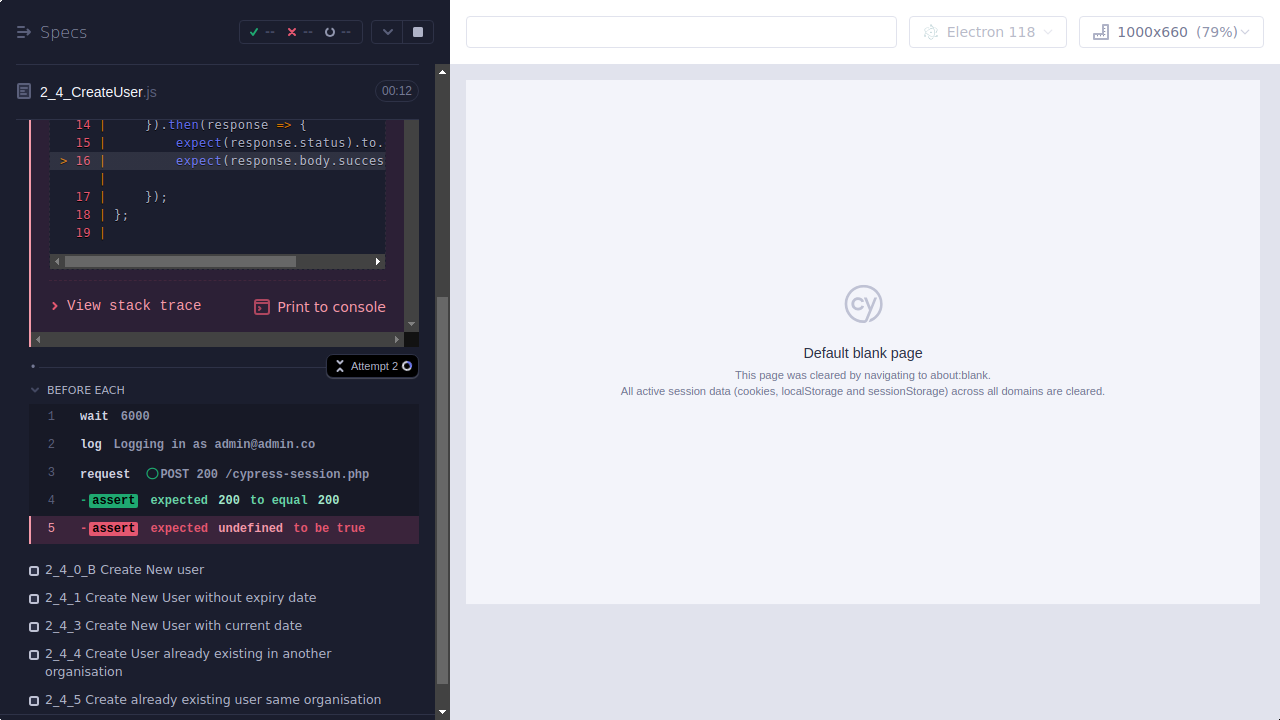 Specs
--
--
--
Electron 118
1000x660 (79%)
2_4_CreateUser.js
00:12
14 | }).then(response => {
15 | expect(response.status).to.
> 16 | expect(response.body.succes
|
17 | });
18 | };
19 |
View stack trace
Print to console
Attempt 2
BEFORE EACH
1 wait 6000
2 log Logging in as admin@admin.co
3 request POST 200 /cypress-session.php
4 -assert expected 200 to equal 200
5 -assert expected undefined to be true
2_4_0_B Create New user
2_4_1 Create New User without expiry date
2_4_3 Create New User with current date
2_4_4 Create User already existing in another
organisation
2_4_5 Create already existing user same organisation
cy
Default blank page
This page was cleared by navigating to about:blank.
All active session data (cookies, localStorage and sessionStorage) across all domains are cleared.